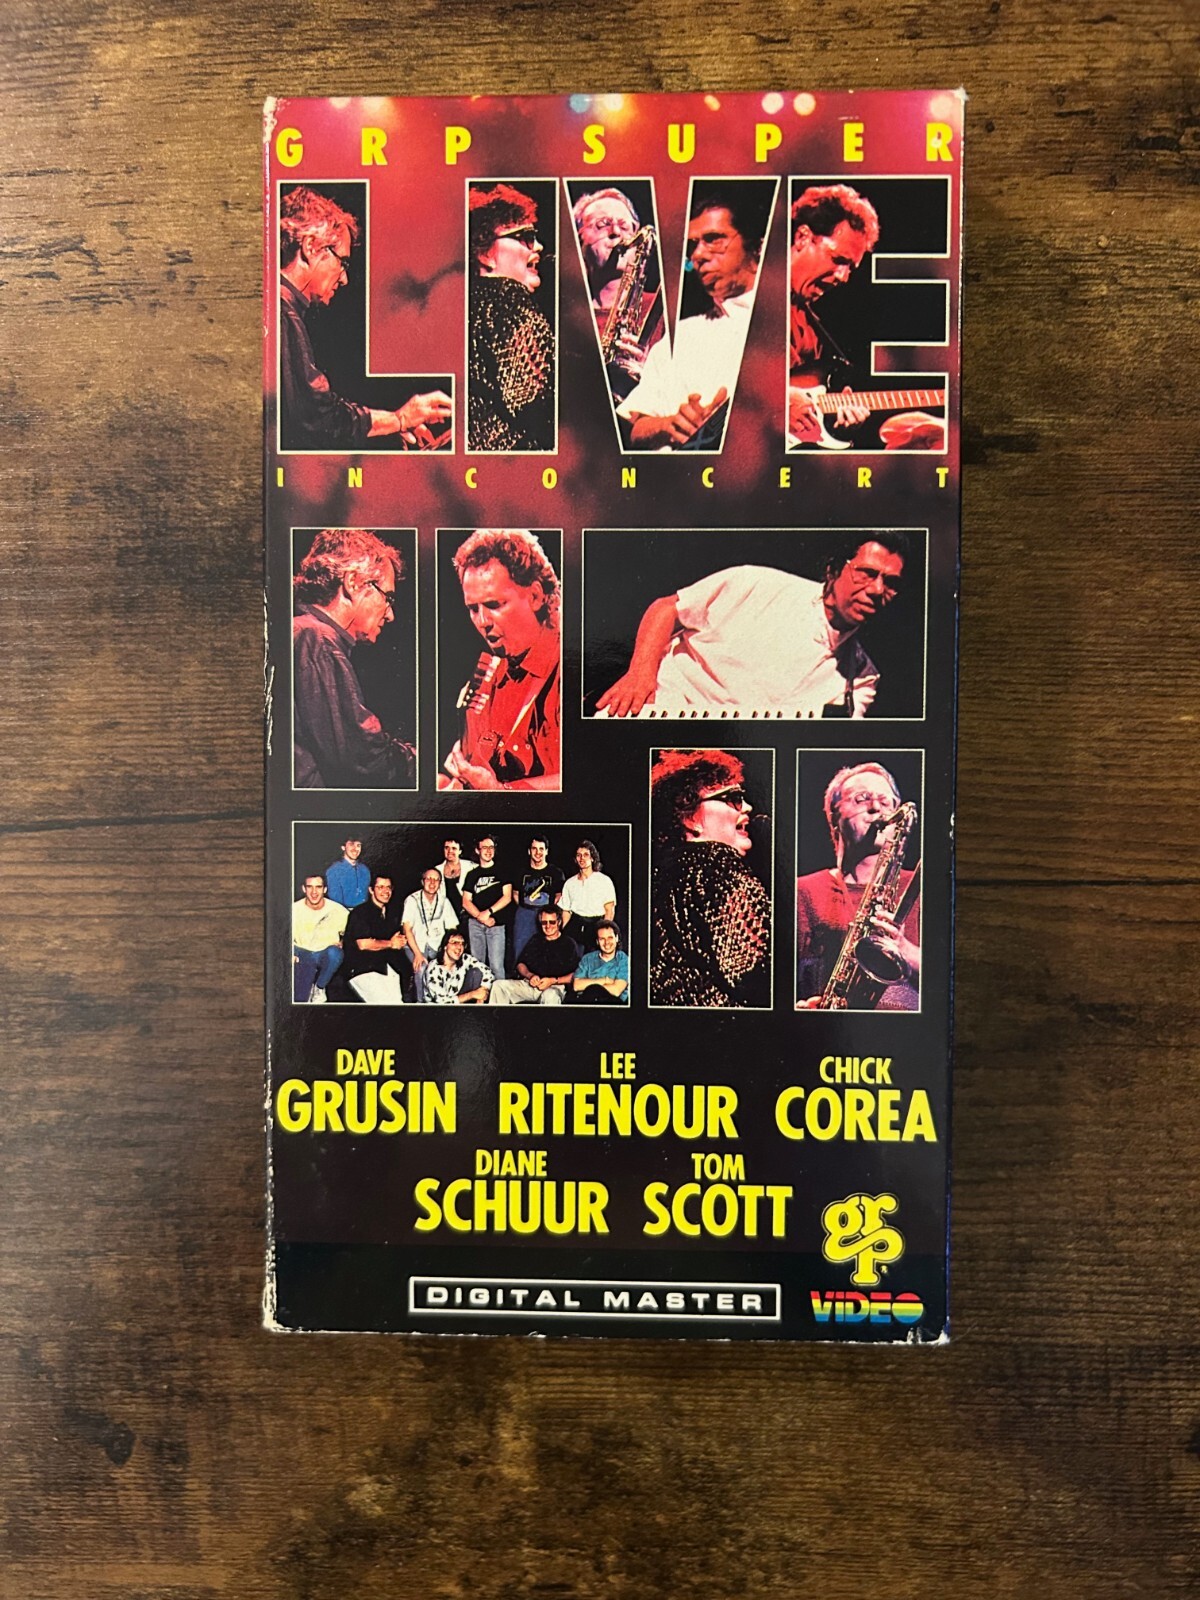 GRP SUPER
LIVE
IN CONCERT
NIKE
DAVE
GRUSIN
LEE
RITENOUR
CHICK
COREA
DIANE
SCHUUR
TOM
SCOTT
grp
VIDEO
DIGITAL MASTER